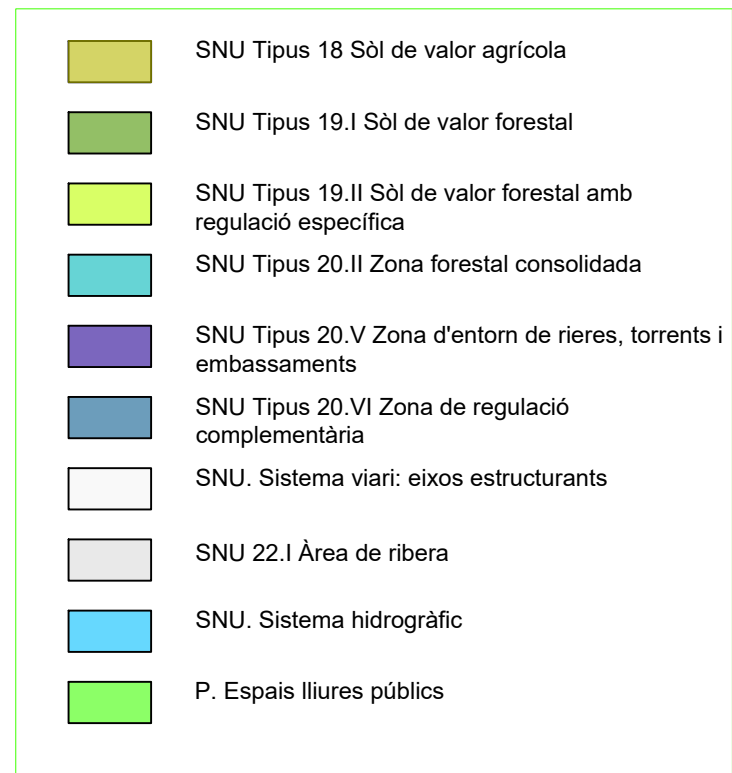 SNU Tipus 18 Sòl de valor agrícola
SNU Tipus 19.I Sòl de valor forestal
SNU Tipus 19.II Sòl de valor forestal amb
regulació específica
SNU Tipus 20.II Zona forestal consolidada
SNU Tipus 20.V Zona d'entorn de rieres, torrents i
embassaments
SNU Tipus 20.VI Zona de regulació
complementària
SNU. Sistema viari: eixos estructurants
SNU 22.I Àrea de ribera
SNU. Sistema hidrogràfic
P. Espais lliures públics